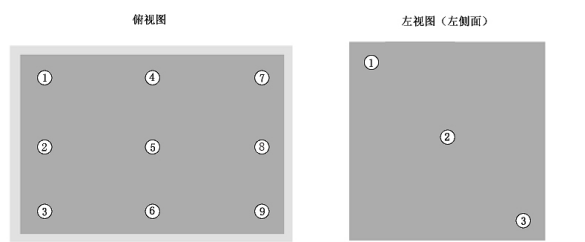 俯视图
左视图（左侧面）
① ④ ⑦
② ⑤ ⑧
③ ⑥ ⑨
①
②
③